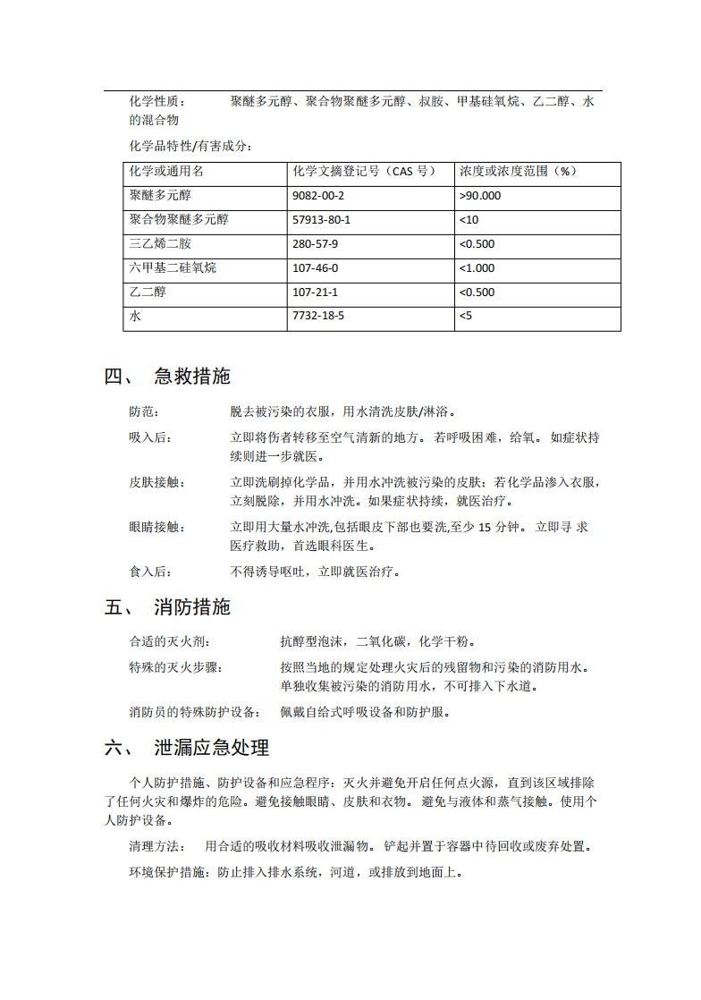 化学性质： 聚醚多元醇、聚合物聚醚多元醇、叔胺、甲基硅氧烷、乙二醇、水
的混合物
化学品特性/有害成分：
化学或通用名 化学文摘登记号（CAS 号） 浓度或浓度范围（%）
聚醚多元醇 9082-00-2 >90.000
聚合物聚醚多元醇 57913-80-1 <10
三乙烯二胺 280-57-9 <0.500
六甲基二硅氧烷 107-46-0 <1.000
乙二醇 107-21-1 <0.500
水 7732-18-5 <5
四、 急救措施
防范： 脱去被污染的衣服，用水清洗皮肤/淋浴。
吸入后： 立即将伤者转移至空气清新的地方。 若呼吸困难，给氧。 如症状持
续则进一步就医。
皮肤接触： 立即洗刷掉化学品，并用水冲洗被污染的皮肤；若化学品渗入衣服，
立刻脱除，并用水冲洗。如果症状持续，就医治疗。
眼睛接触： 立即用大量水冲洗,包括眼皮下部也要洗,至少 15 分钟。 立即寻 求
医疗救助，首选眼科医生。
食入后： 不得诱导呕吐，立即就医治疗。
五、 消防措施
合适的灭火剂： 抗醇型泡沫，二氧化碳，化学干粉。
特殊的灭火步骤： 按照当地的规定处理火灾后的残留物和污染的消防用水。
单独收集被污染的消防用水，不可排入下水道。
消防员的特殊防护设备： 佩戴自给式呼吸设备和防护服。
六、 泄漏应急处理
个人防护措施、防护设备和应急程序：灭火并避免开启任何点火源，直到该区域排除
了任何火灾和爆炸的危险。避免接触眼睛、皮肤和衣物。 避免与液体和蒸气接触。使用个
人防护设备。
清理方法： 用合适的吸收材料吸收泄漏物。 铲起并置于容器中待回收或废弃处置。
环境保护措施：防止排入排水系统，河道，或排放到地面上。